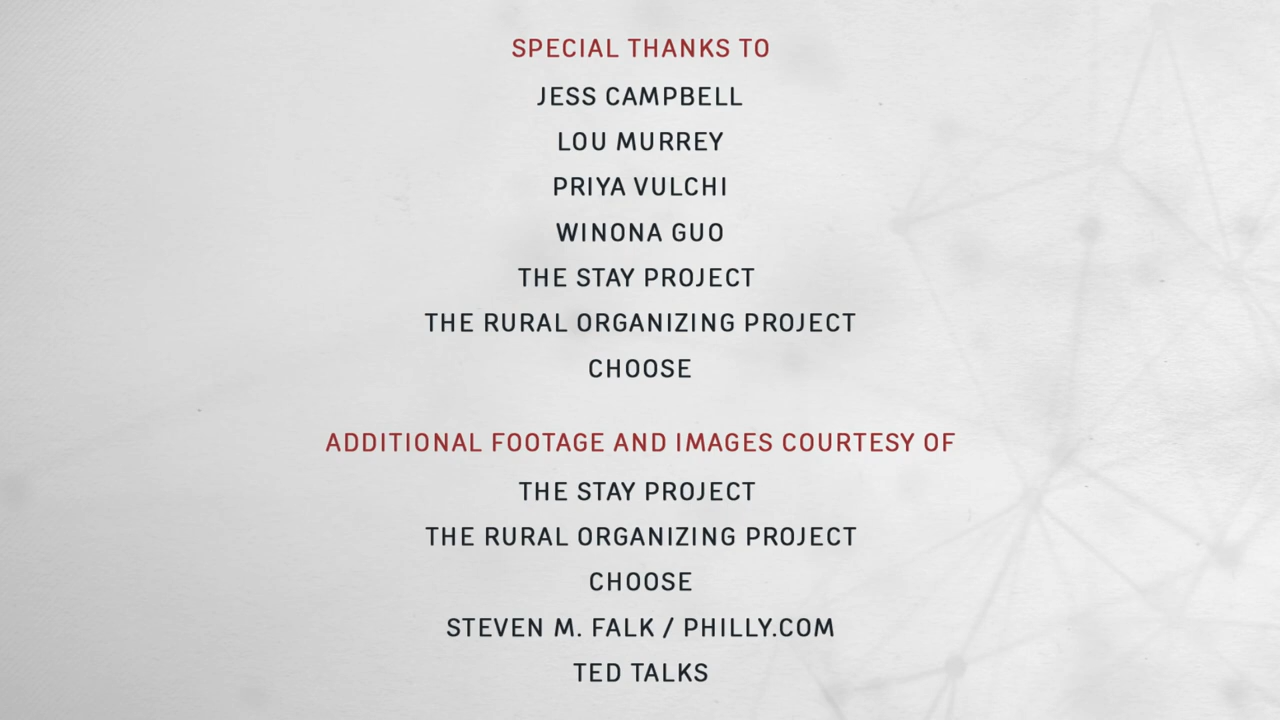 SPECIAL THANKS TO
JESS CAMPBELL
LOU MURREY
PRIYA VULCHI
WINONA GUO
THE STAY PROJECT
THE RURAL ORGANIZING PROJECT
CHOOSE
ADDITIONAL FOOTAGE AND IMAGES COURTESY OF
THE STAY PROJECT
THE RURAL ORGANIZING PROJECT
CHOOSE
STEVEN M. FALK / PHILLY.COM
TED TALKS